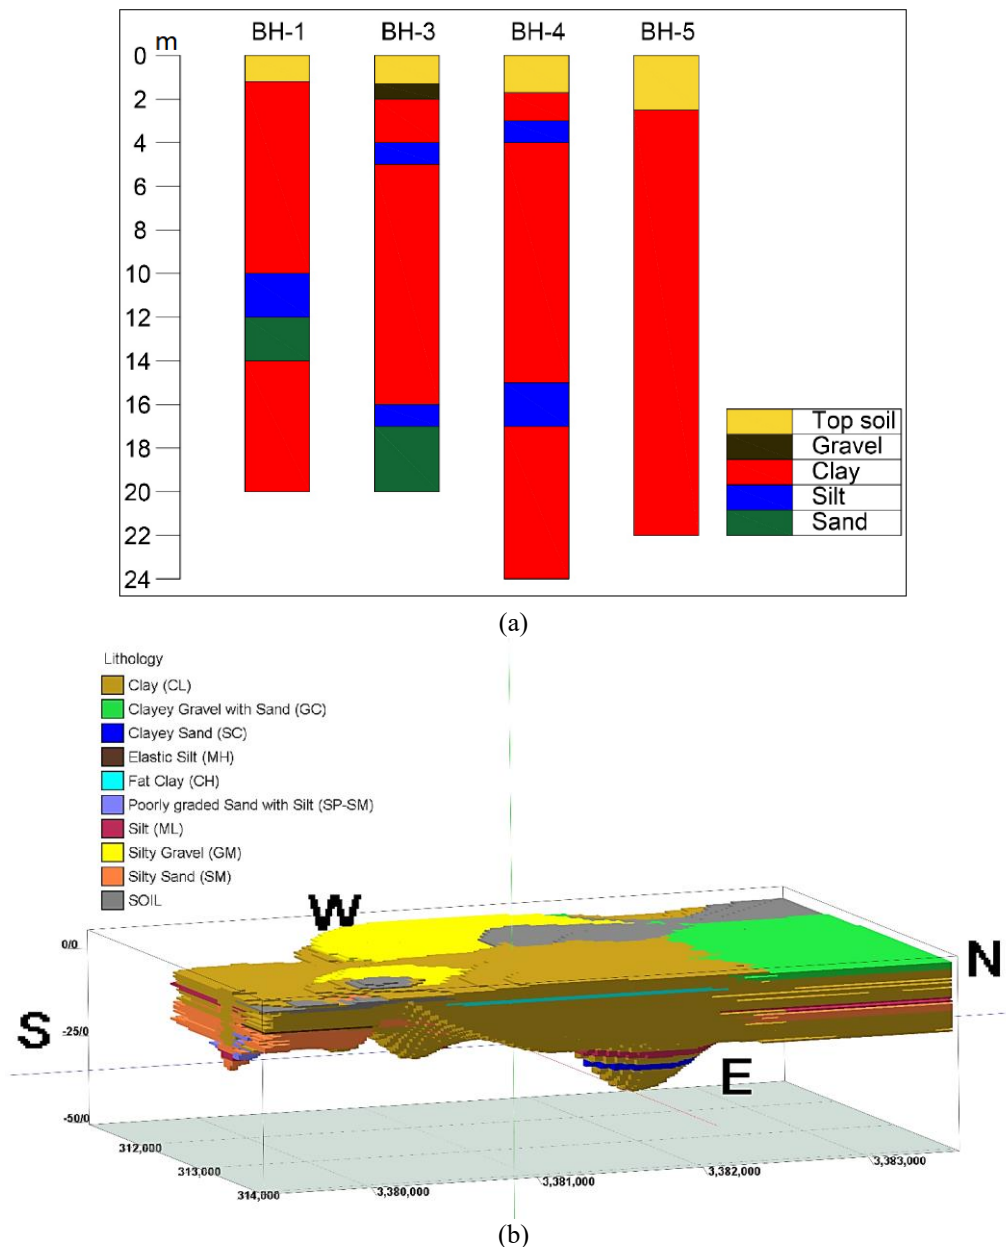 BH-1 BH-3 BH-4 BH-5
m
0
2
4
6
8
10
12
14
16
18
20
22
24
Top soil
Gravel
Clay
Silt
Sand
(a)
Lithology
Clay (CL)
Clayey Gravel with Sand (GC)
Clayey Sand (SC)
Elastic Silt (MH)
Fat Clay (CH)
Poorly graded Sand with Silt (SP-SM)
Silt (ML)
Silty Gravel (GM)
Silty Sand (SM)
SOIL
W
N
S
E
0/0
-25/0
-50/0
312,000
313,000
314,000
3,380,000
3,381,000
3,382,000
3,383,000
(b)